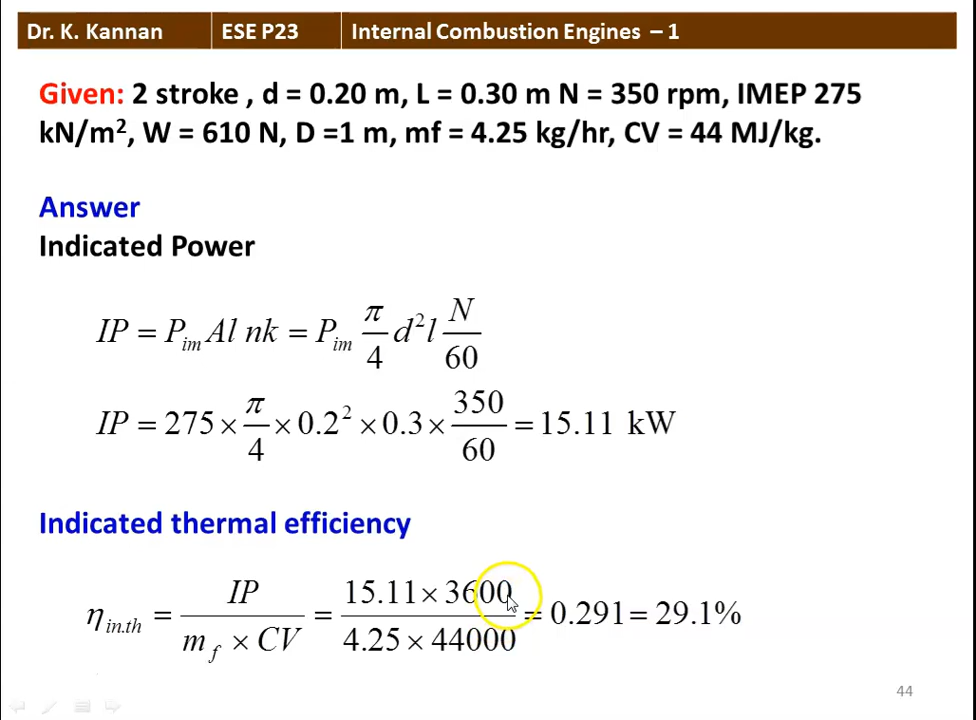 Dr. K. Kannan ESE P23 Internal Combustion Engines – 1
Given: 2 stroke , d = 0.20 m, L = 0.30 m N = 350 rpm, IMEP 275
kN/m², W = 610 N, D =1 m, mf = 4.25 kg/hr, CV = 44 MJ/kg.
Answer
Indicated Power
IP = P_im Al nk = P_im π/4 d² l N/60
IP = 275 × π/4 × 0.2² × 0.3 × 350/60 = 15.11 kW
Indicated thermal efficiency
η_in.th = IP/(m_f × CV) = (15.11 × 3600)/(4.25 × 44000) = 0.291 = 29.1%
44